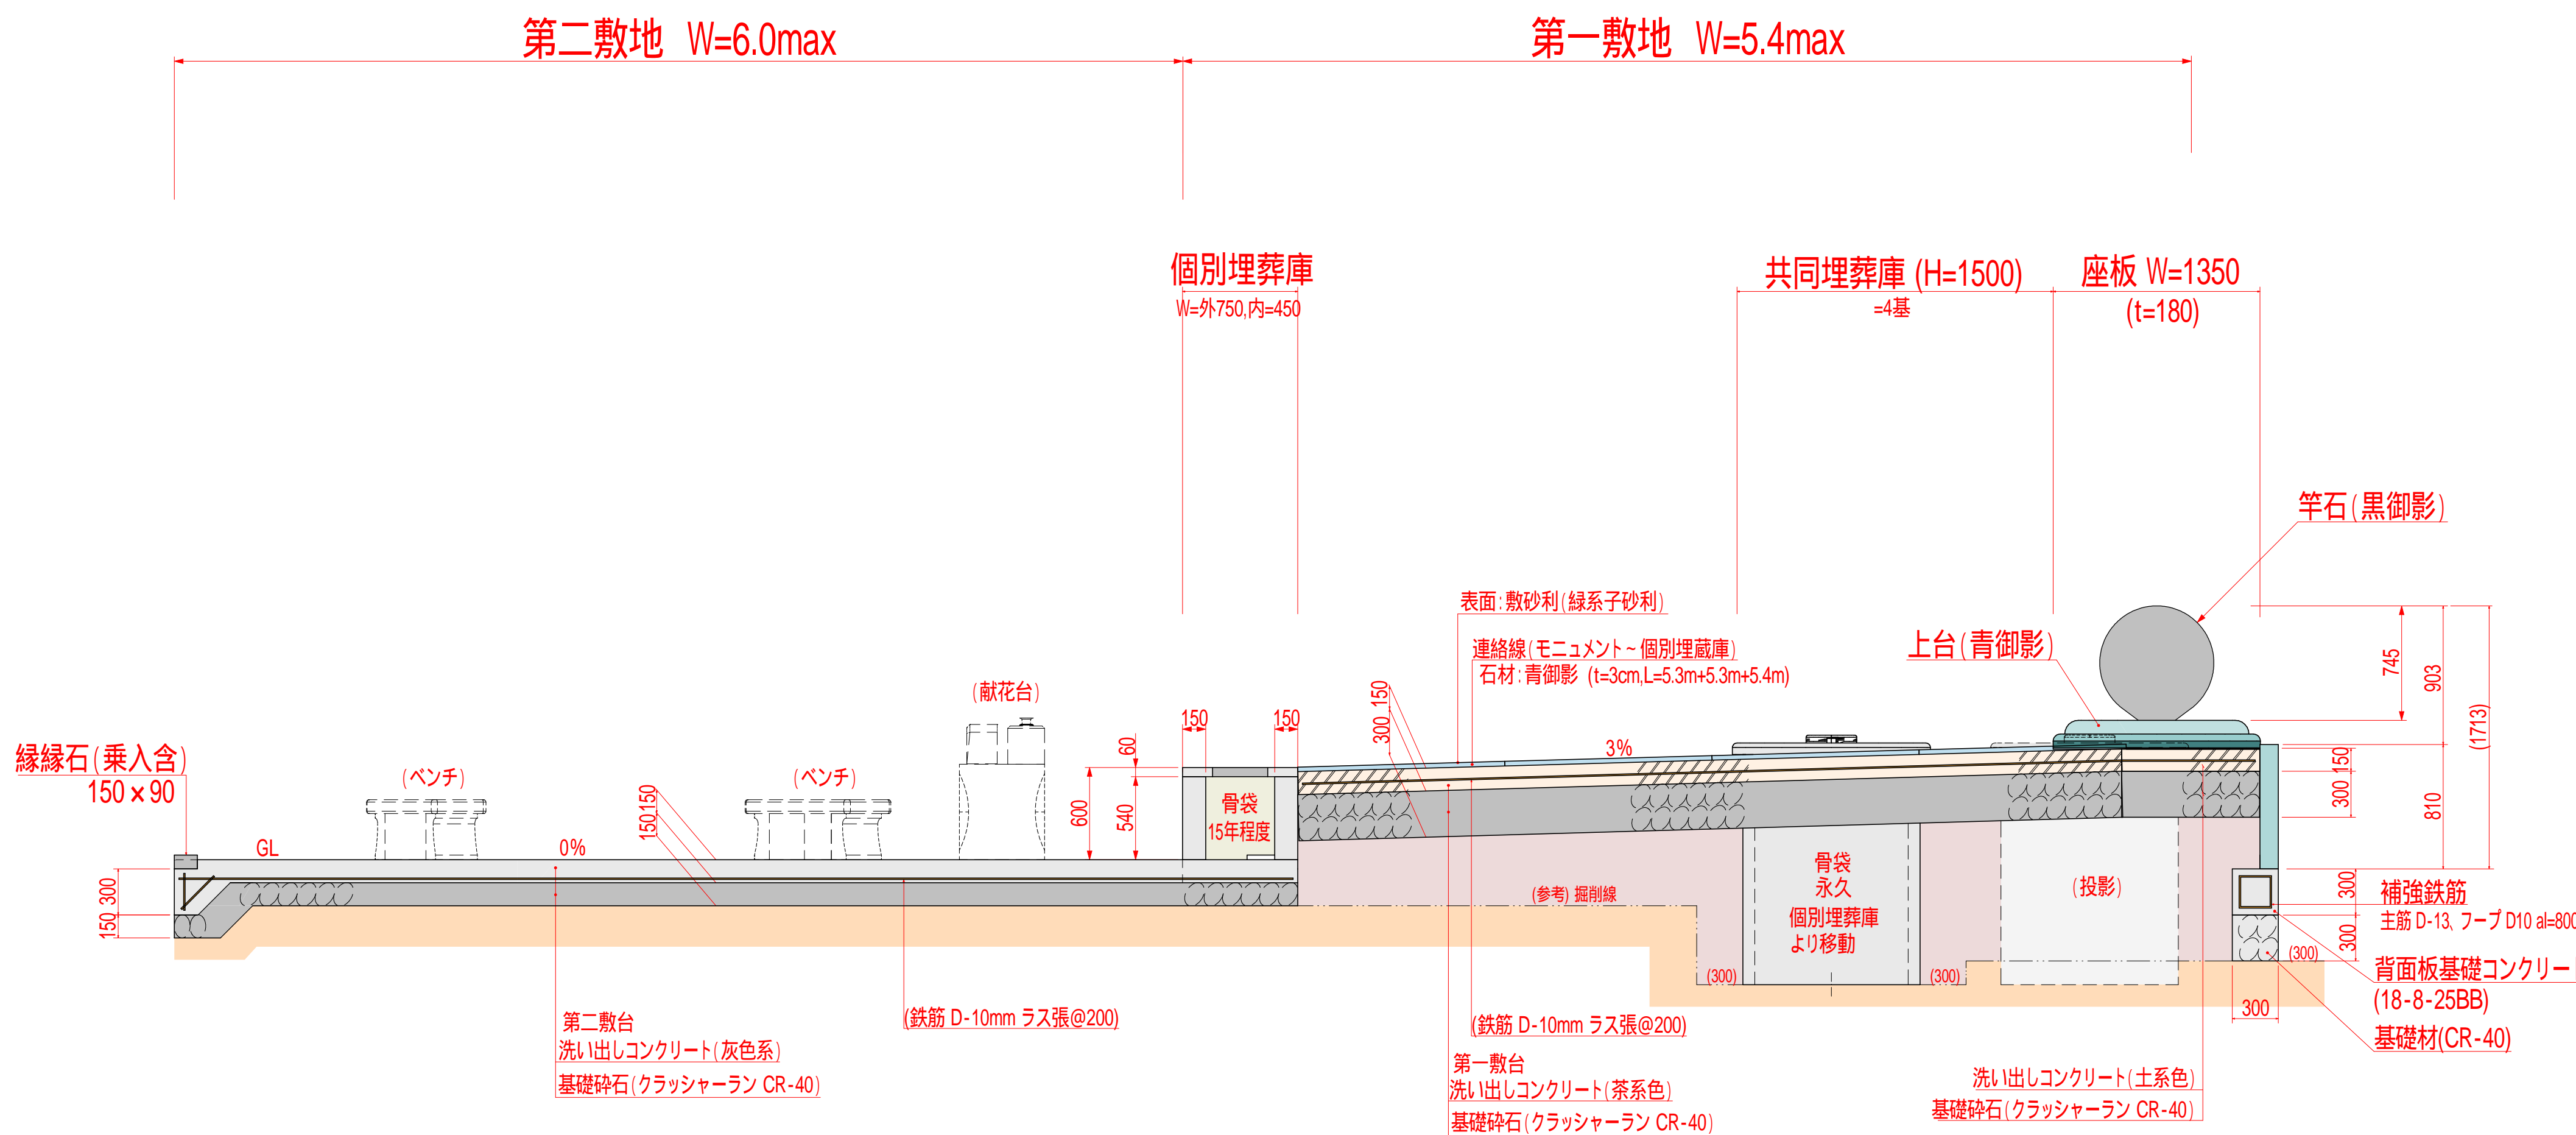 第二敷地 W=6.0max
第一敷地 W=5.4max
個別埋葬庫
W=外750,内=450
共同埋葬庫 (H=1500)
=4基
座板 W=1350
(t=180)
竿石(黒御影)
表面:敷砂利(緑系子砂利)
連絡線(モニュメント~個別埋蔵庫)
石材:青御影 (t=3cm,L=5.3m+5.3m+5.4m)
上台(青御影)
(献花台)
745
903
(1713)
150
150
150
300
60
3%
縁縁石(乗入含)
150×90
(ベンチ)
(ベンチ)
600
540
骨袋
15年程度
150
150
150
300
810
GL
0%
300
150
骨袋
永久
個別埋葬庫
より移動
(投影)
(参考) 掘削線
(300)
(300)
(300)
300
300
300
補強鉄筋
主筋 D-13、フープ D10 al=800
背面板基礎コンクリー
(18-8-25BB)
基礎材(CR-40)
(鉄筋 D-10mm ラス張@200)
(鉄筋 D-10mm ラス張@200)
第二敷台
洗い出しコンクリート(灰色系)
基礎砕石(クラッシャーラン CR-40)
第一敷台
洗い出しコンクリート(茶系色)
基礎砕石(クラッシャーラン CR-40)
洗い出しコンクリート(土系色)
基礎砕石(クラッシャーラン CR-40)